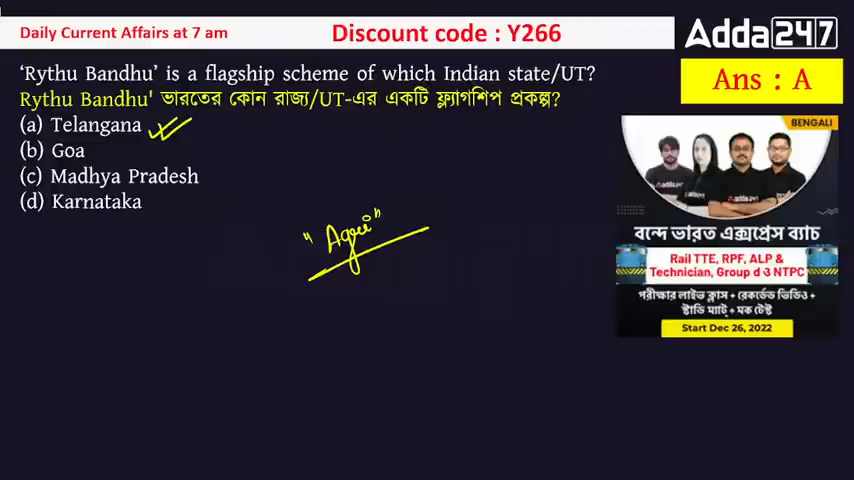 Daily Current Affairs at 7 am
Discount code : Y266
Adda247
‘Rythu Bandhu’ is a flagship scheme of which Indian state/UT?
Rythu Bandhu' ভারতের কোন রাজ্য/UT-এর একটি ফ্ল্যাগশিপ প্রকল্প?
(a) Telangana
(b) Goa
(c) Madhya Pradesh
(d) Karnataka
Ans : A
"Agri"
BENGALI
বন্দে ভারত এক্সপ্রেস ব্যাচ
Rail TTE, RPF, ALP &
Technician, Group d ও NTPC
পরীক্ষার লাইভ ক্লাস + রেকর্ডেড ভিডিও +
স্টাডি ম্যাট্ + মক টেস্ট
Start Dec 26, 2022